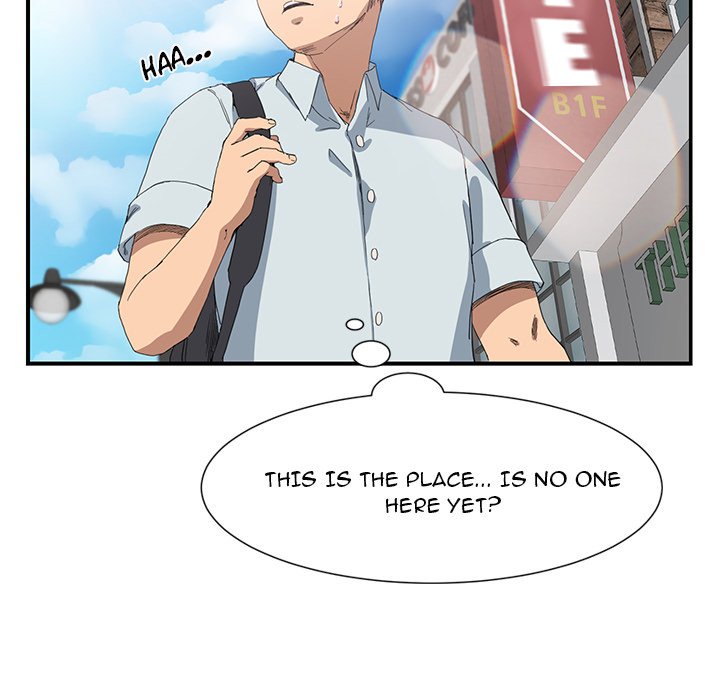 HAA...
E
B1F
THIS IS THE PLACE... IS NO ONE
HERE YET?